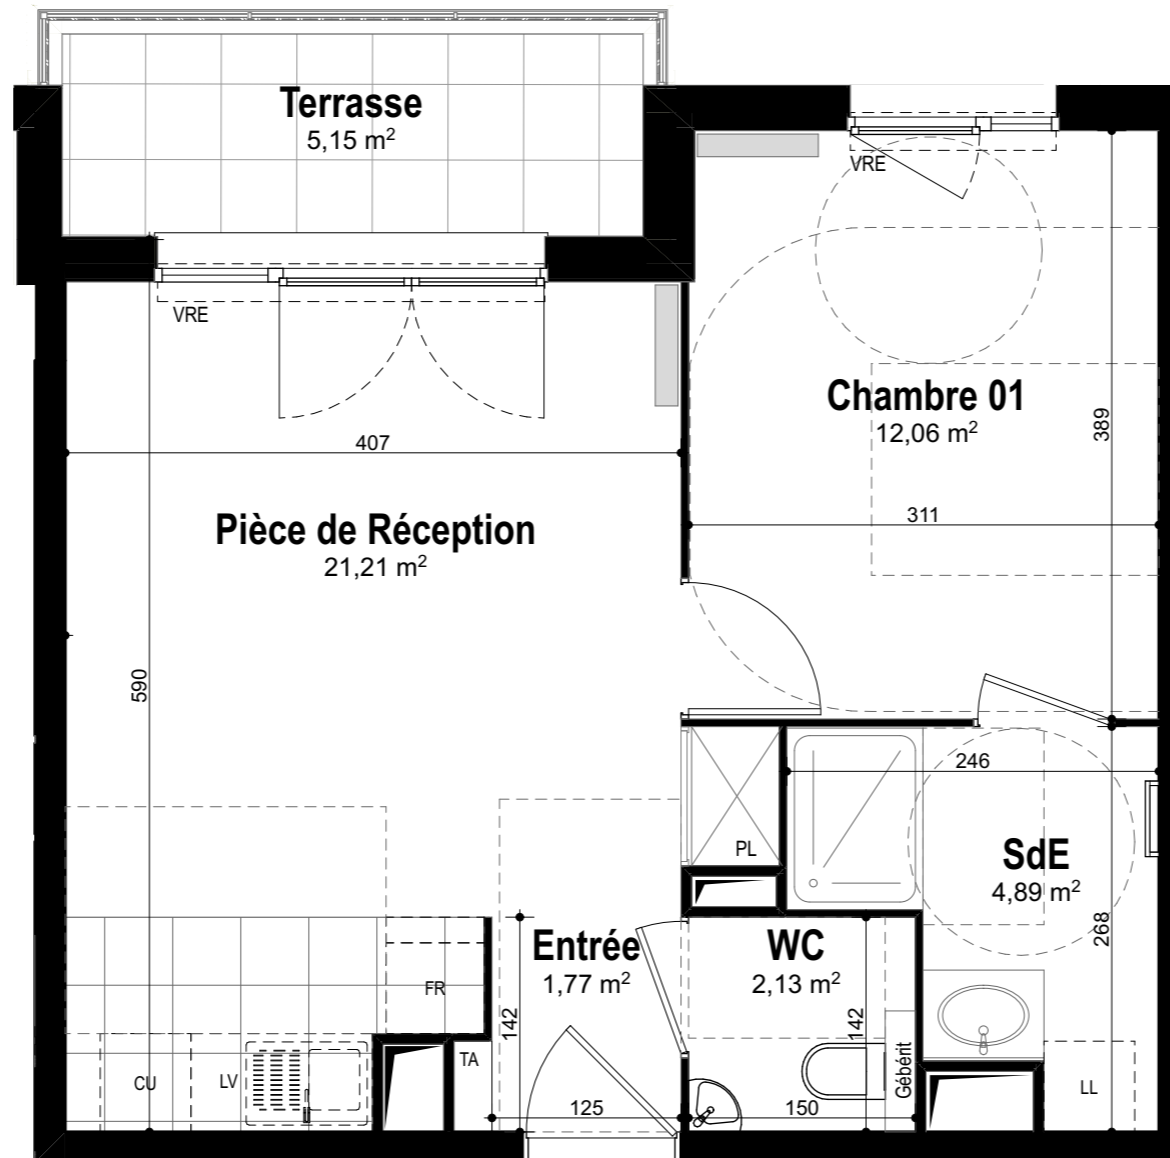 Terrasse
5,15 m²
VRE
VRE
Chambre 01
12,06 m²
389
407
311
Pièce de Réception
21,21 m²
590
246
PL
SdE
4,89 m²
268
Entrée
1,77 m²
WC
2,13 m²
FR
142
142
TA
CU
LV
Gébérit
LL
125
150